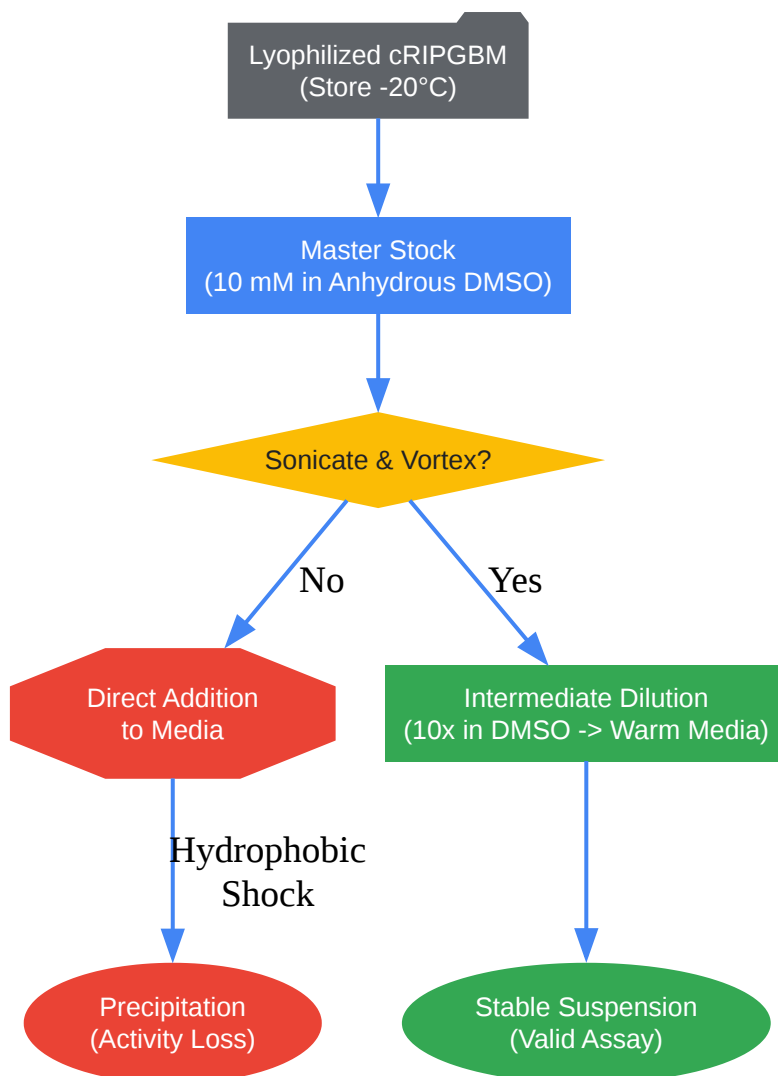 Lyophilized cRIPGBM
(Store -20°C)
Master Stock
(10 mM in Anhydrous DMSO)
Sonicate & Vortex?
No
Yes
Direct Addition
to Media
Intermediate Dilution
(10x in DMSO -> Warm Media)
Hydrophobic
Shock
Precipitation
(Activity Loss)
Stable Suspension
(Valid Assay)